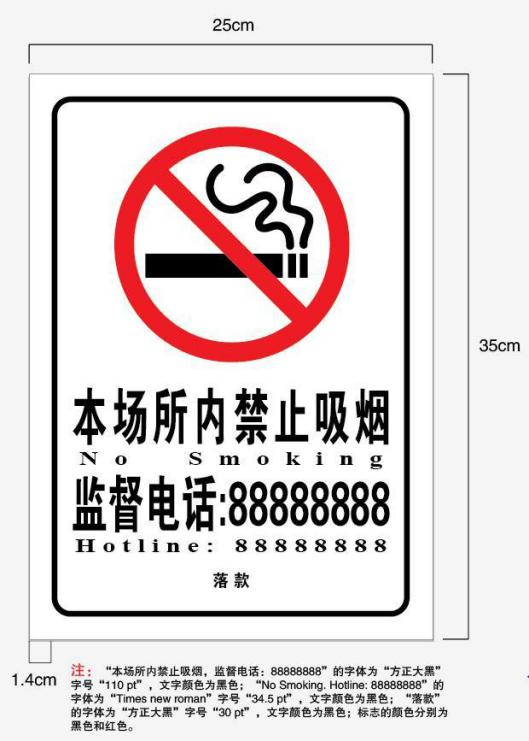 25cm
35cm
本场所内禁止吸烟
No Smoking
监督电话:88888888
Hotline: 88888888
落款
1.4cm
注：“本场所内禁止吸烟，监督电话：88888888”的字体为“方正大黑”
字号“110 pt”，文字颜色为黑色；“No Smoking. Hotline: 88888888”的
字体为“Times new roman”字号“34.5 pt”，文字颜色为黑色；“落款”
的字体为“方正大黑”字号“30 pt”，文字颜色为黑色；标志的颜色分别为
黑色和红色。